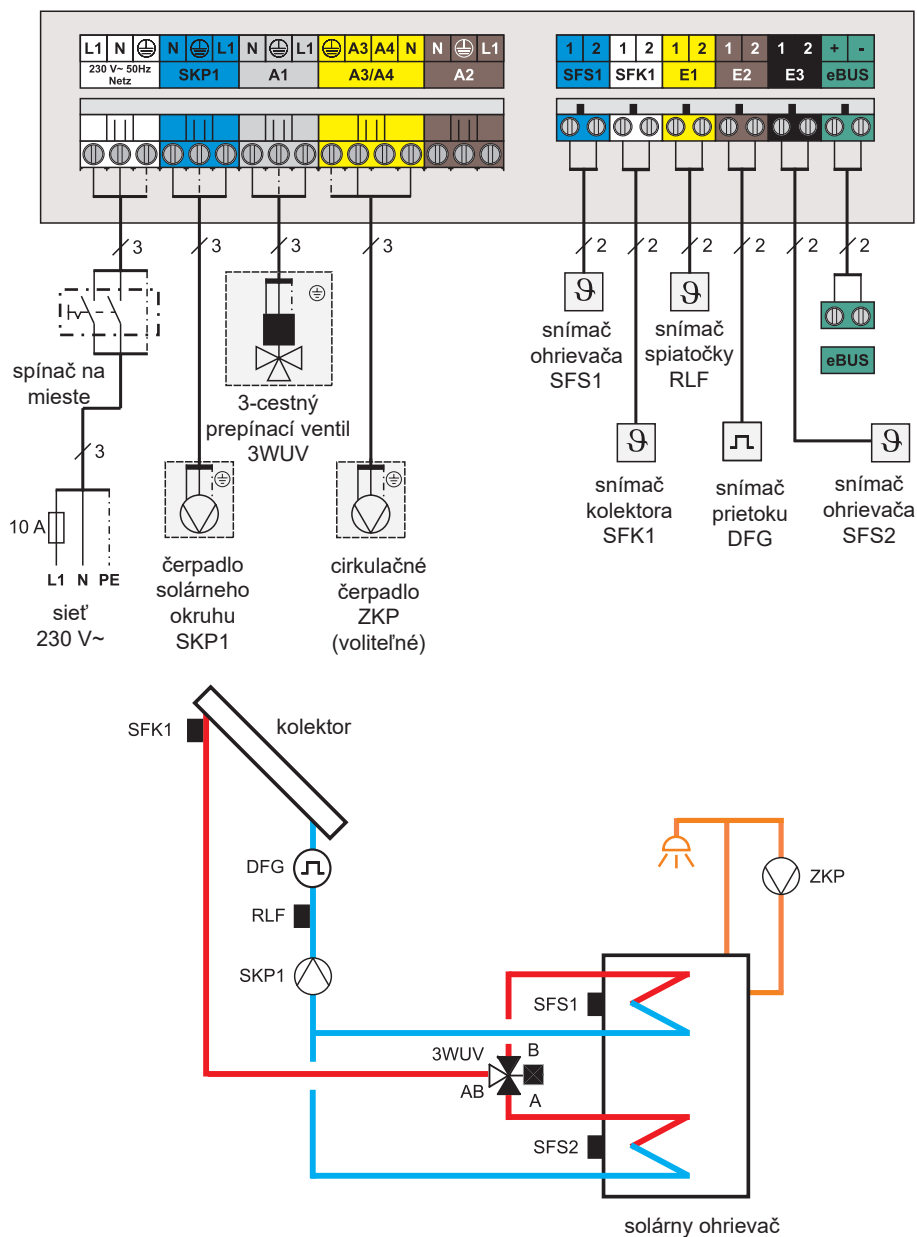 L1 N N L1 N L1 A3 A4 N N L1
230 V~ 50Hz
Netz
SKP1 A1 A3/A4 A2
1 2 1 2 1 2 1 2 1 2 + -
SFS1 SFK1 E1 E2 E3 eBUS
3 3 3 3 2 2 2 2 2 2
spínač na
mieste
3
10 A
L1 N PE
sieť
230 V~
čerpadlo
solárneho
okruhu
SKP1
3-cestný
prepínací ventil
3WUV
cirkulačné
čerpadlo
ZKP
(voliteľné)
ϑ
snímač
ohrievača
SFS1
ϑ
snímač
spiatočky
RLF
eBUS
ϑ
snímač
kolektora
SFK1
snímač
prietoku
DFG
ϑ
snímač
ohrievača
SFS2
SFK1
kolektor
DFG
RLF
SKP1
ZKP
SFS1
3WUV
B
AB
A
SFS2
solárny ohrievač